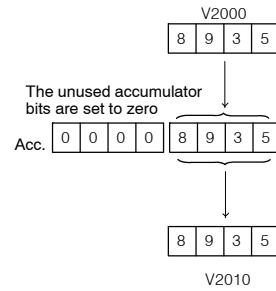 V2000
8 9 3 5
The unused accumulator
bits are set to zero
Acc. 0 0 0 0 8 9 3 5
8 9 3 5
V2010